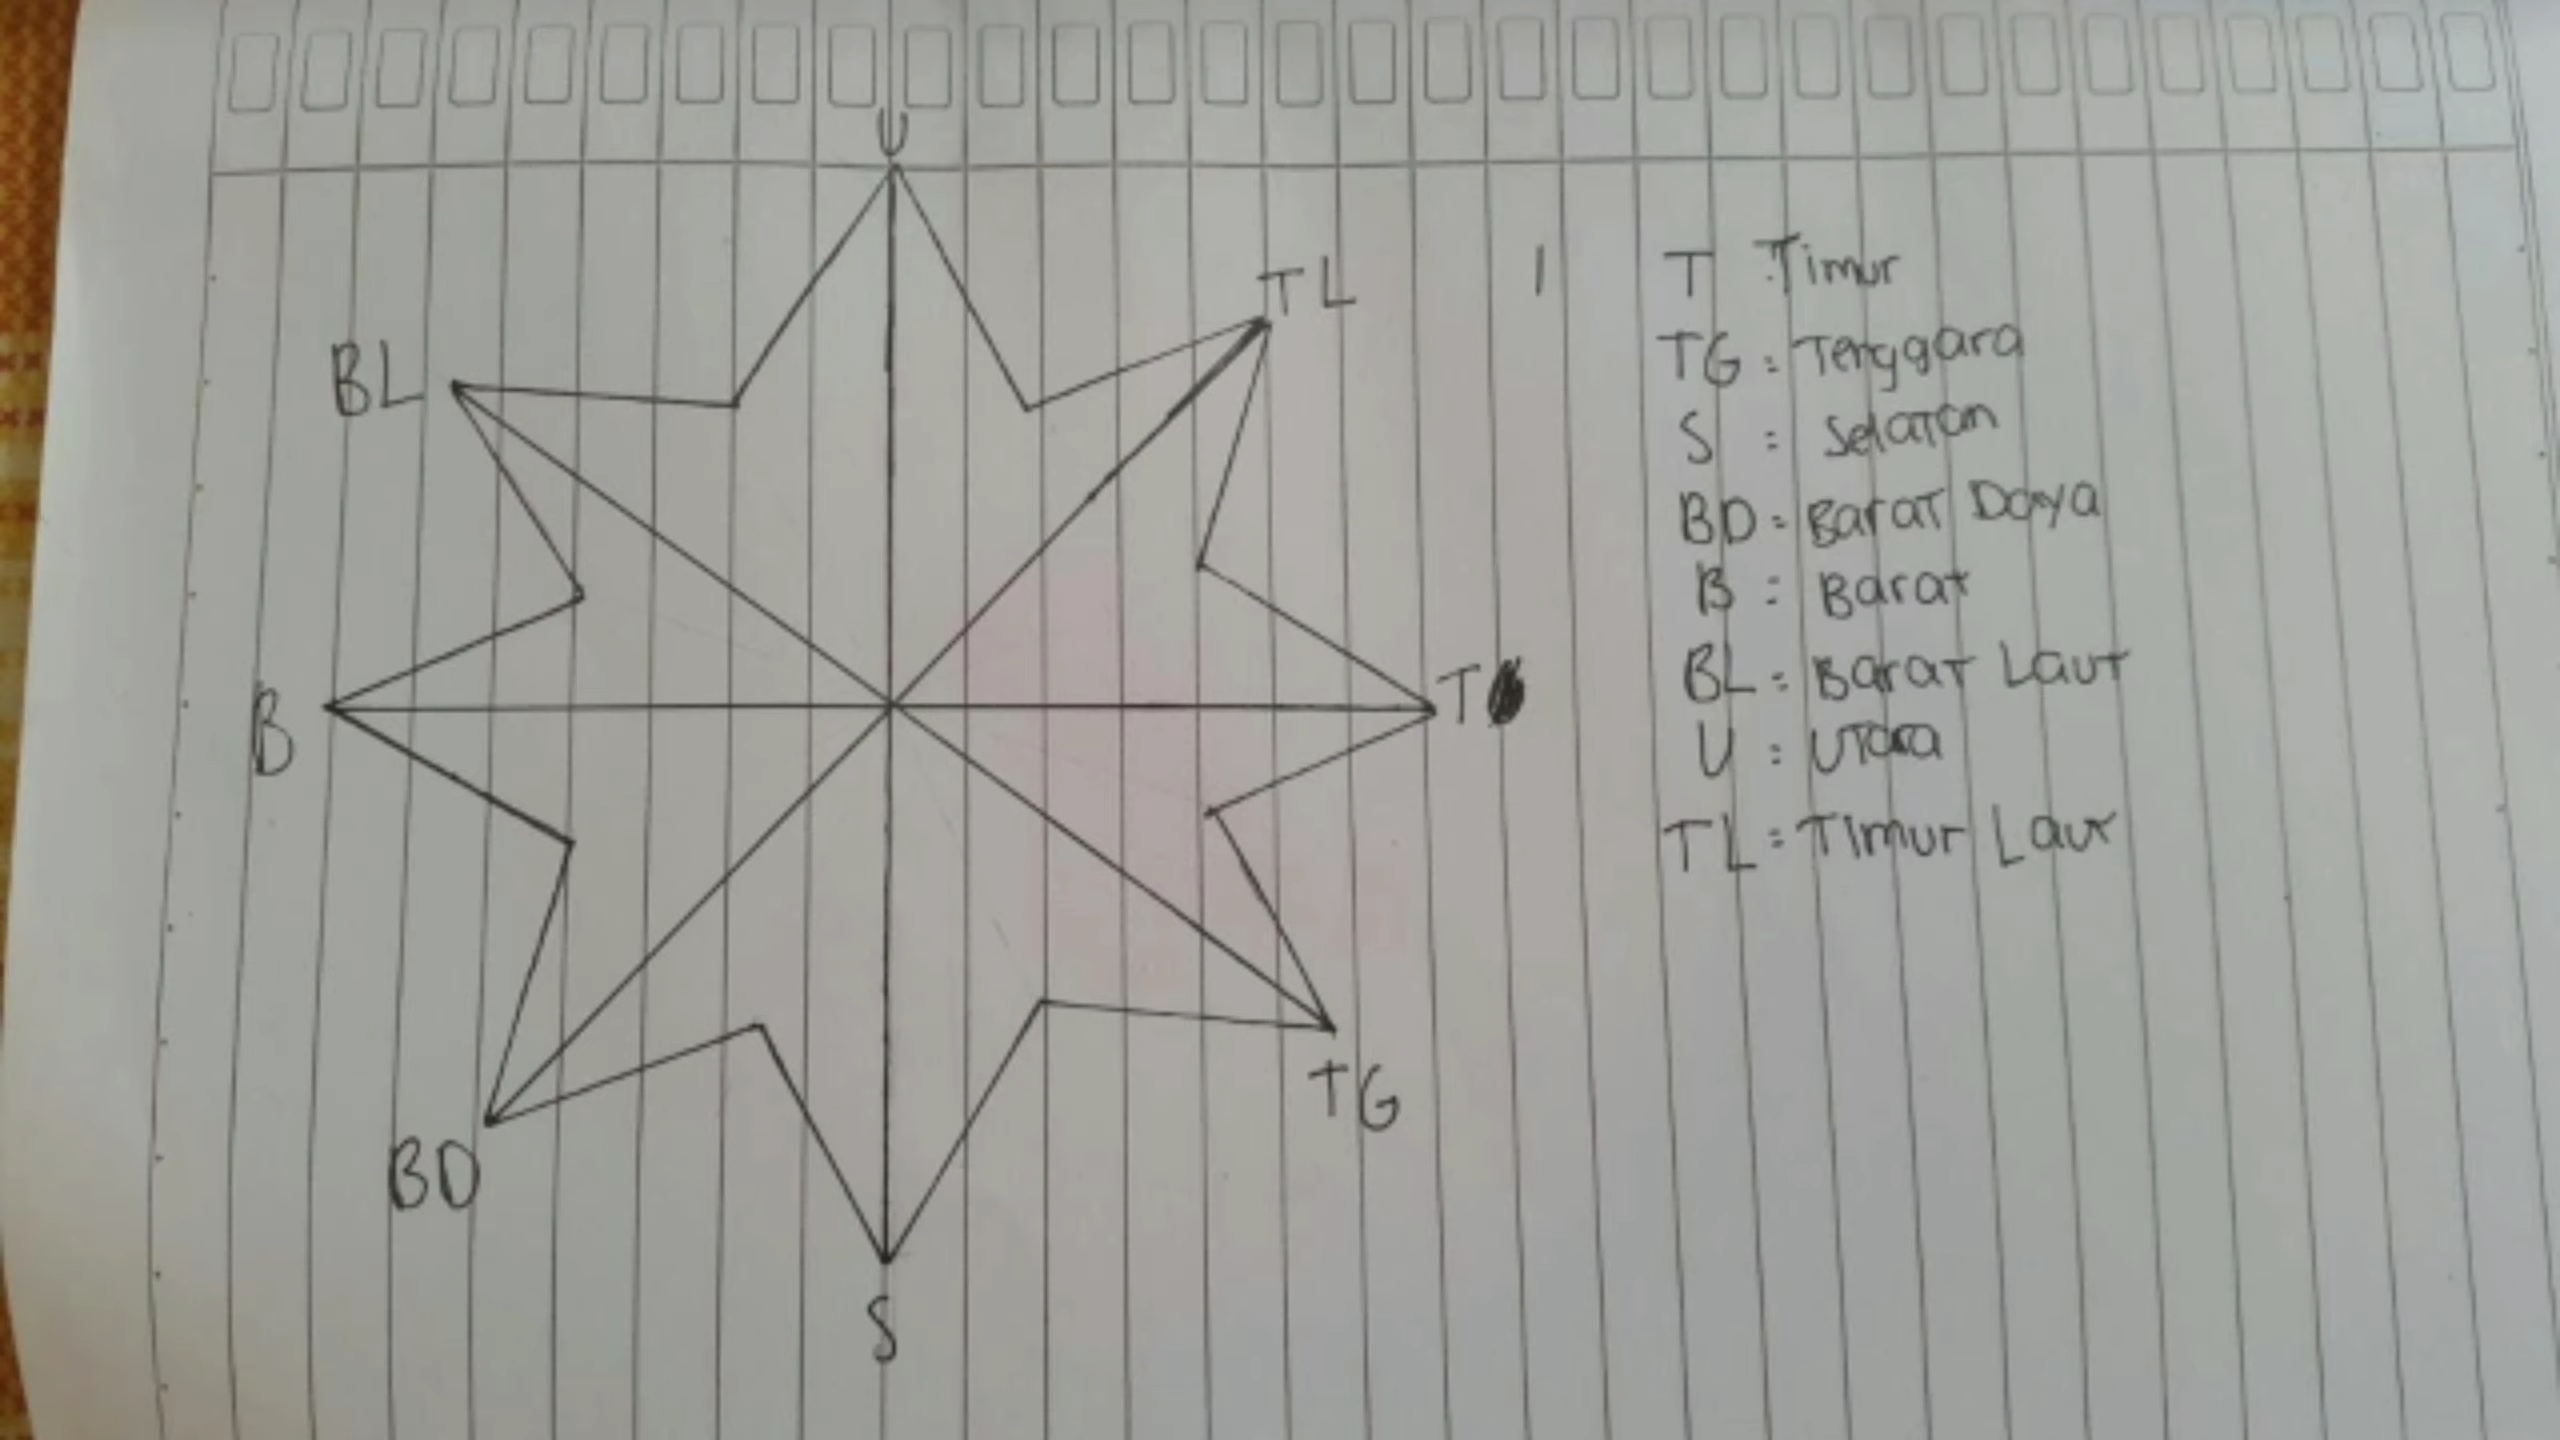 U
TL
BL
T
B
TG
BD
S
1
T : Timur
TG : Tenggara
S : Selatan
BD : Barat Daya
B : Barat
BL : Barat Laut
U : Utara
TL : Timur Laut